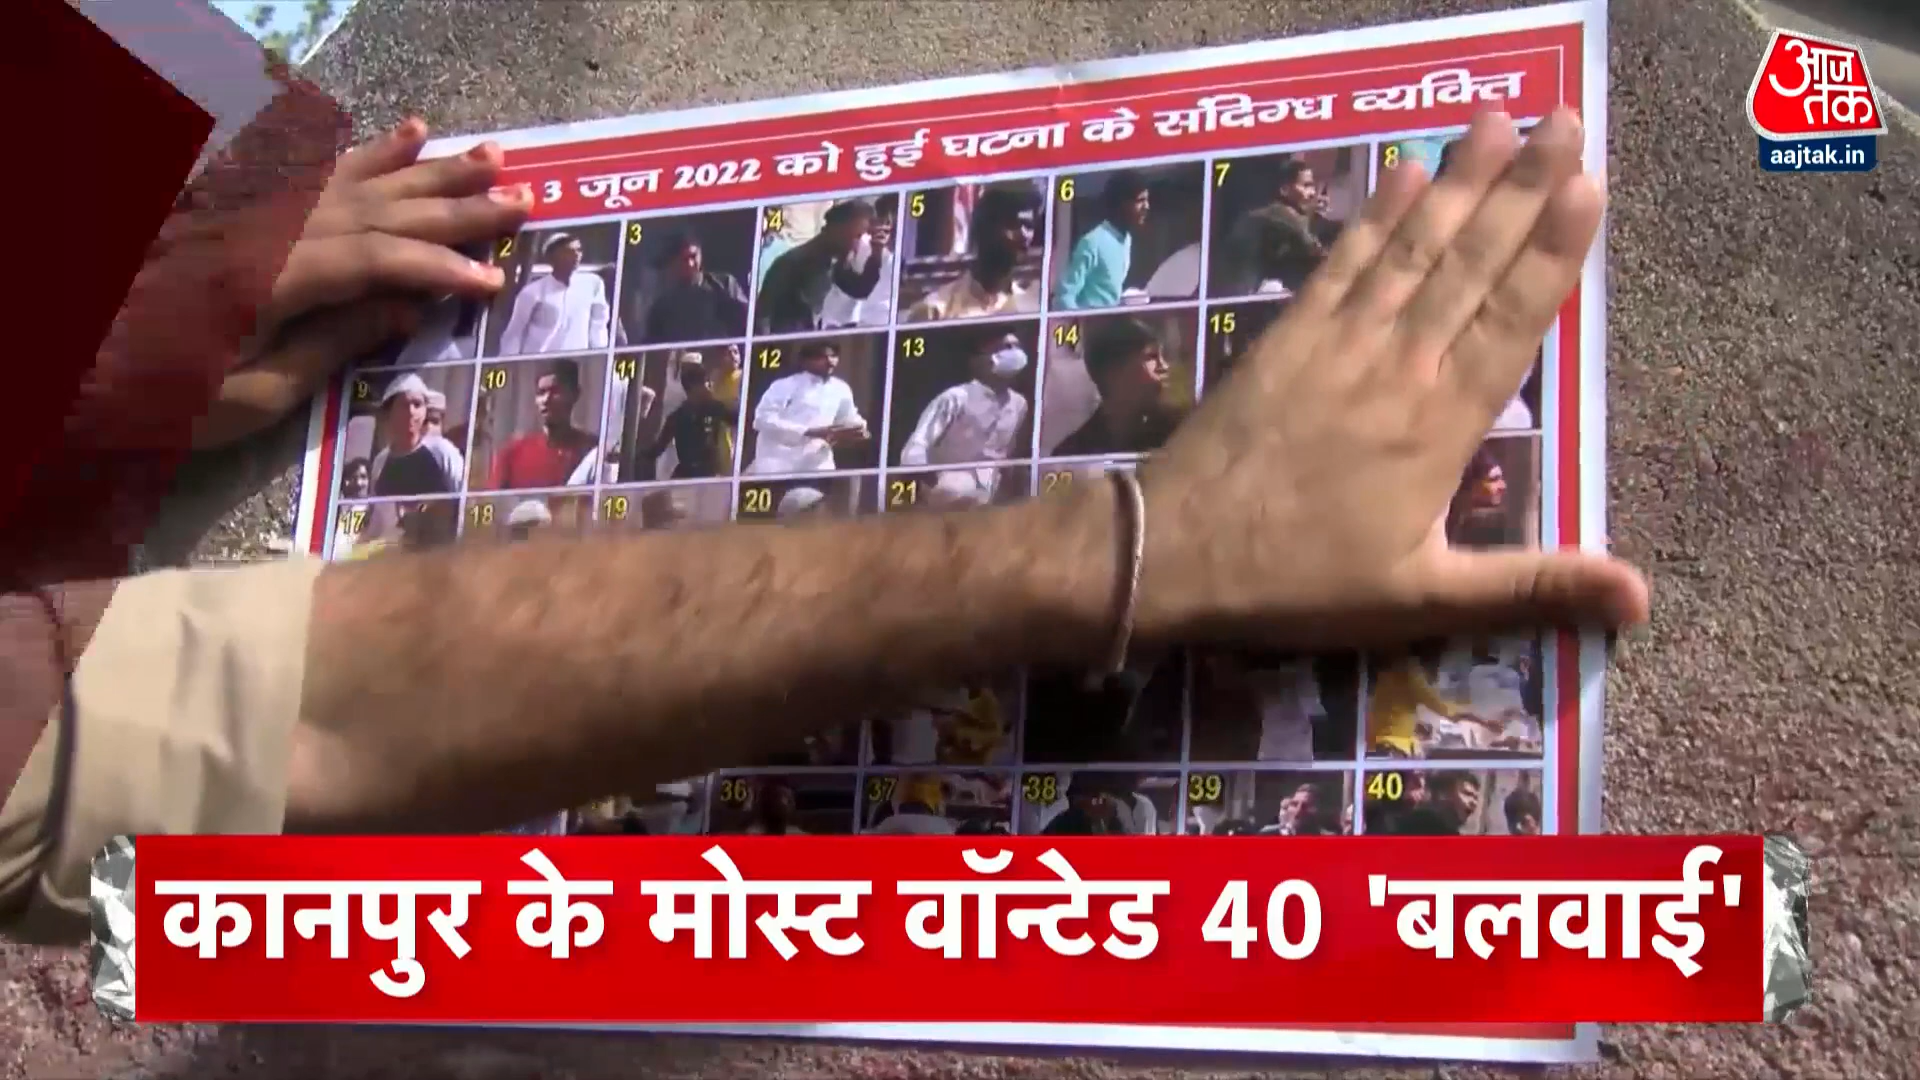 आज
तक
aajtak.in
3 जून 2022 को हुई घटना के संदिग्ध व्यक्ति
2 3 4 5 6 7 8
9 10 11 12 13 14 15
17 18 19 20 21 22
36 37 38 39 40
कानपुर के मोस्ट वॉन्टेड 40 'बलवाई'